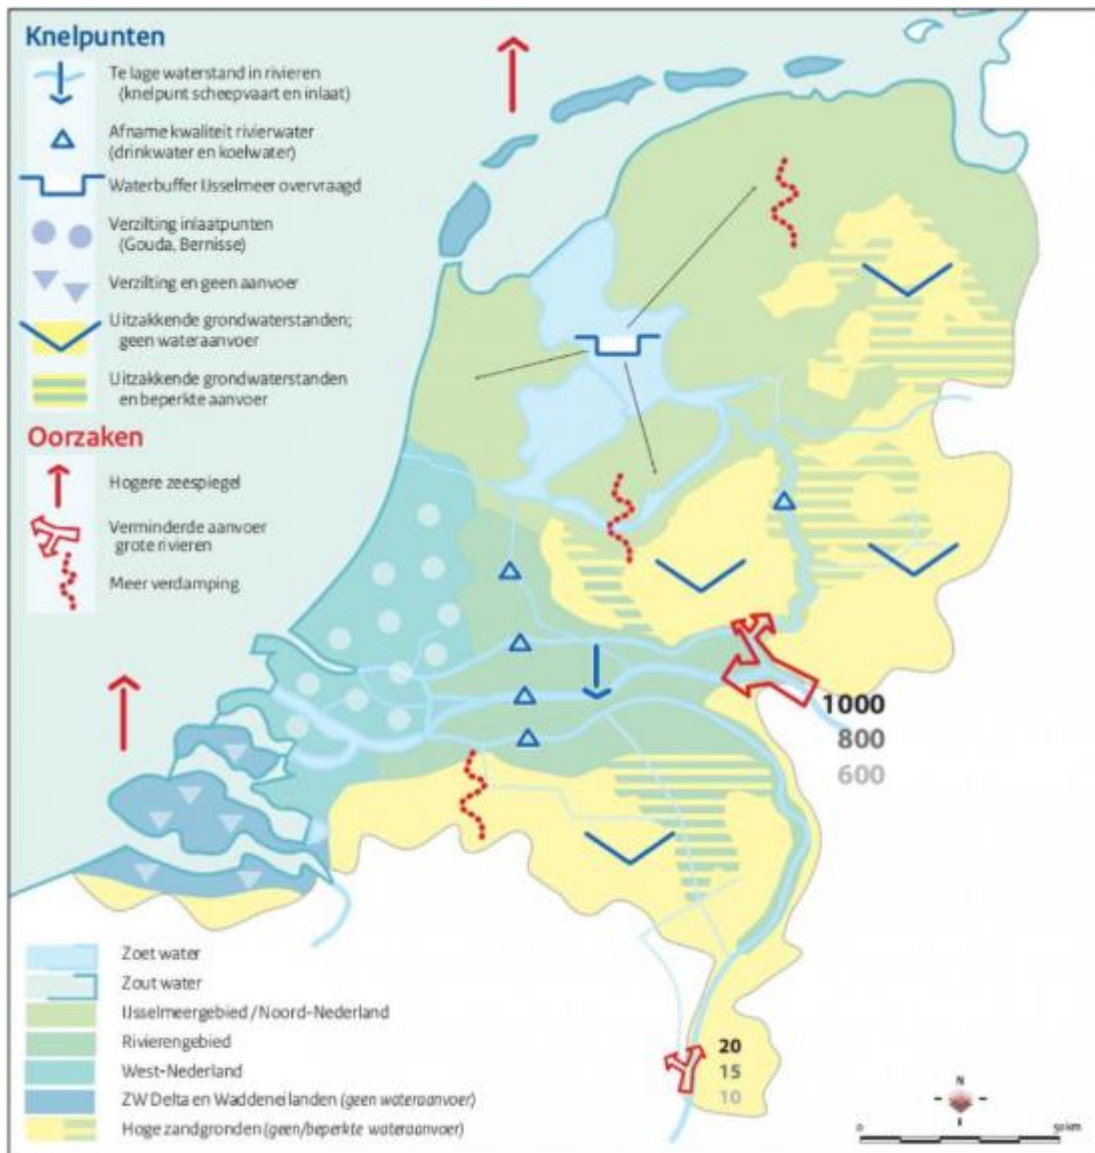 Knelpunten
Te lage waterstand in rivieren
(knelpunt scheepvaart en inlaat)
Afname kwaliteit rivierwater
(drinkwater en koelwater)
Waterbuffer IJsselmeer overvraagd
Verzilting inlaatpunten
(Gouda, Bernisse)
Verzilting en geen aanvoer
Uitzakkende grondwaterstanden;
geen wateraanvoer
Uitzakkende grondwaterstanden
en beperkte aanvoer
Oorzaken
Hogere zeespiegel
Verminderde aanvoer
grote rivieren
Meer verdamping
1000
800
600
Zoet water
Zout water
IJsselmeergebied / Noord-Nederland
Rivierengebied
West-Nederland
ZW Delta en Waddeneilanden (geen wateraanvoer)
Hoge zandgronden (geen/beperkte wateraanvoer)
20
15
10
N
0 50 km